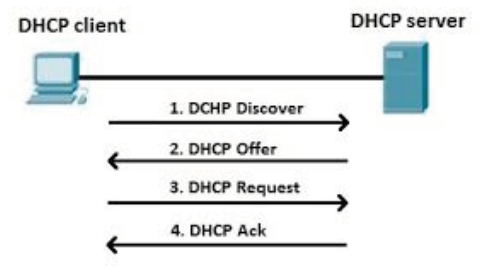 DHCP client
DHCP server
1. DCHP Discover
2. DHCP Offer
3. DHCP Request
4. DHCP Ack